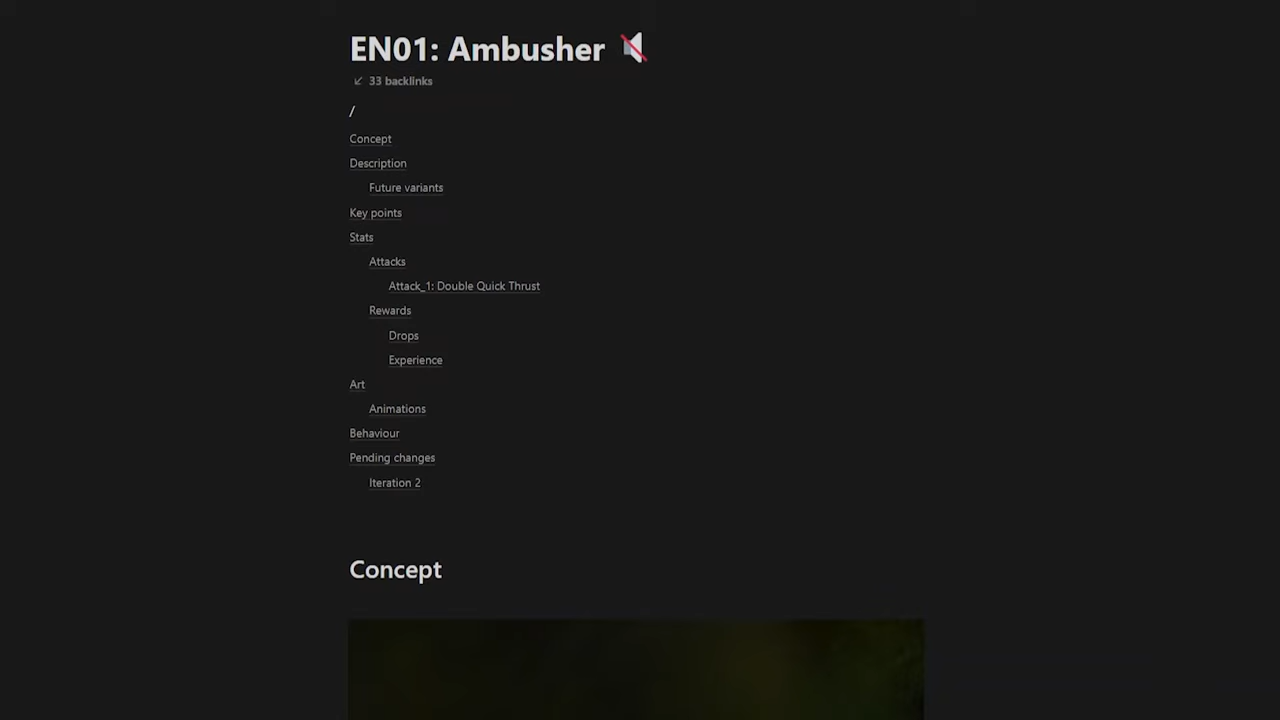 EN01: Ambusher
33 backlinks
/
Concept
Description
Future variants
Key points
Stats
Attacks
Attack_1: Double Quick Thrust
Rewards
Drops
Experience
Art
Animations
Behaviour
Pending changes
Iteration 2
Concept